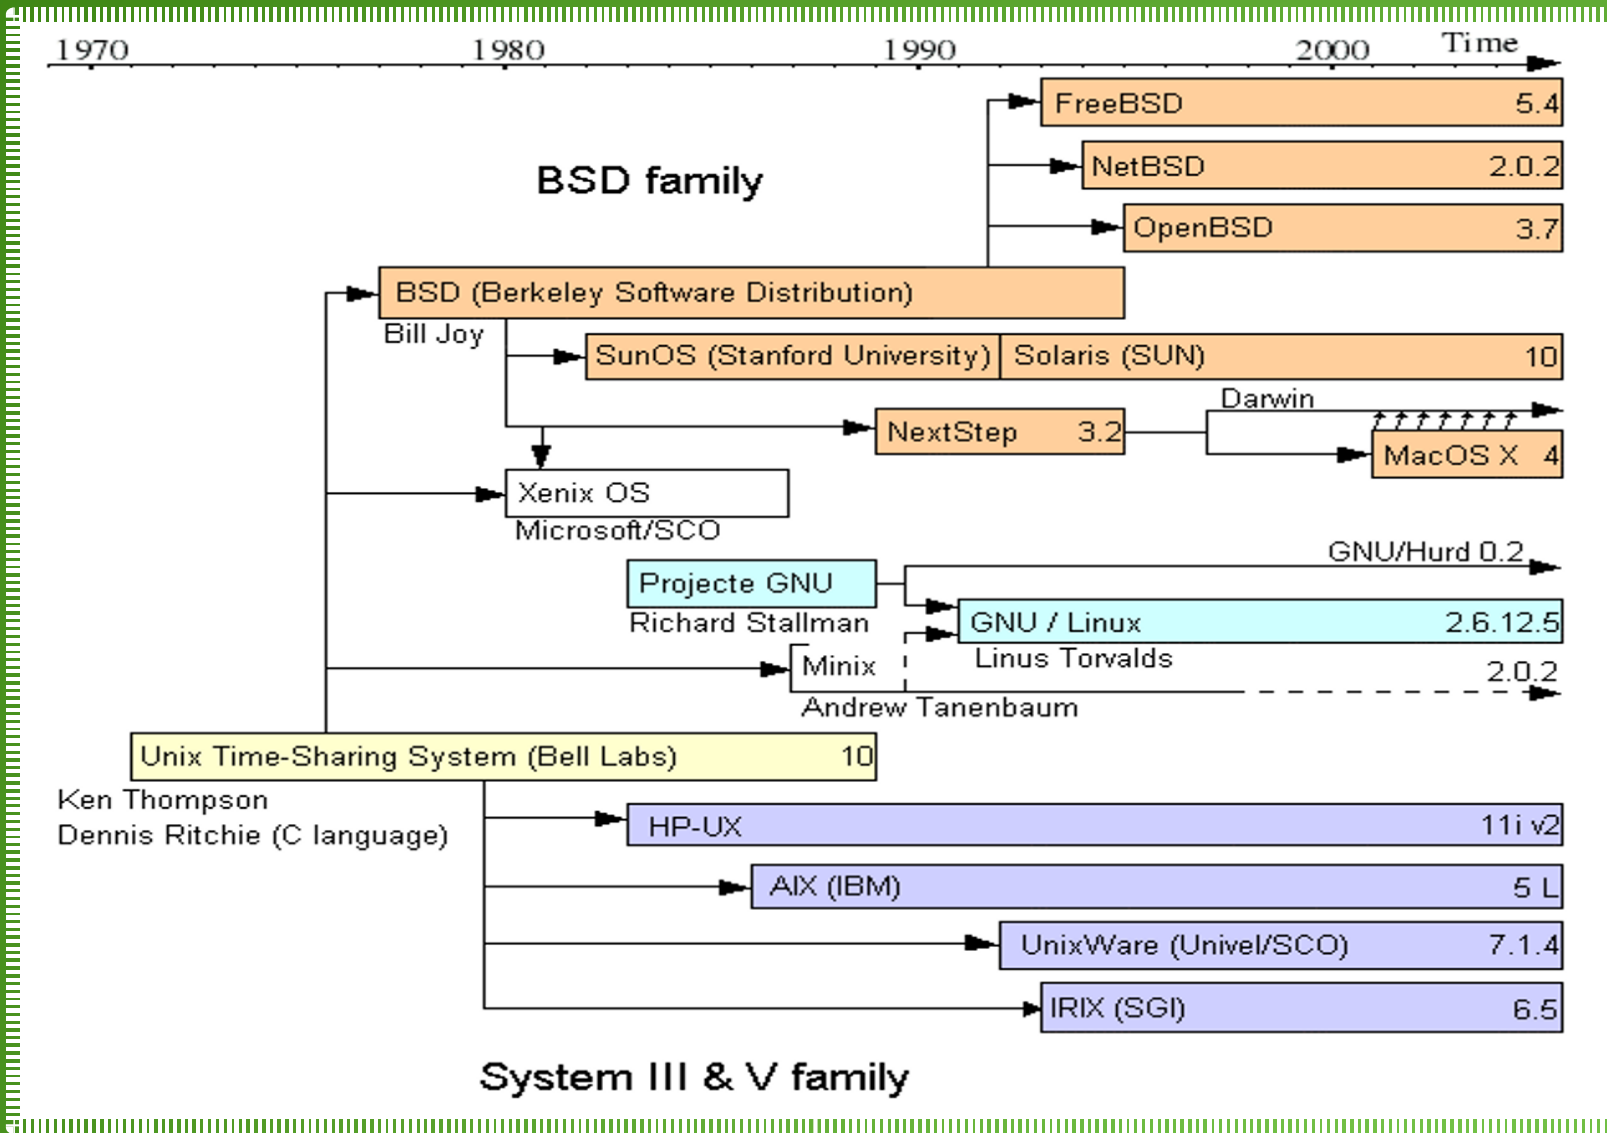 1970 1980 1990 2000 Time
FreeBSD 5.4
BSD family
NetBSD 2.0.2
OpenBSD 3.7
BSD (Berkeley Software Distribution)
Bill Joy
SunOS (Stanford University) Solaris (SUN) 10
Darwin
NextStep 3.2
MacOS X 4
Xenix OS
Microsoft/SCO
GNU/Hurd 0.2
Projecte GNU
Richard Stallman
GNU / Linux 2.6.12.5
Linus Torvalds
Minix 2.0.2
Andrew Tanenbaum
Unix Time-Sharing System (Bell Labs) 10
Ken Thompson
Dennis Ritchie (C language)
HP-UX 11i v2
AIX (IBM) 5 L
UnixWare (Univel/SCO) 7.1.4
IRIX (SGI) 6.5
System III & V family